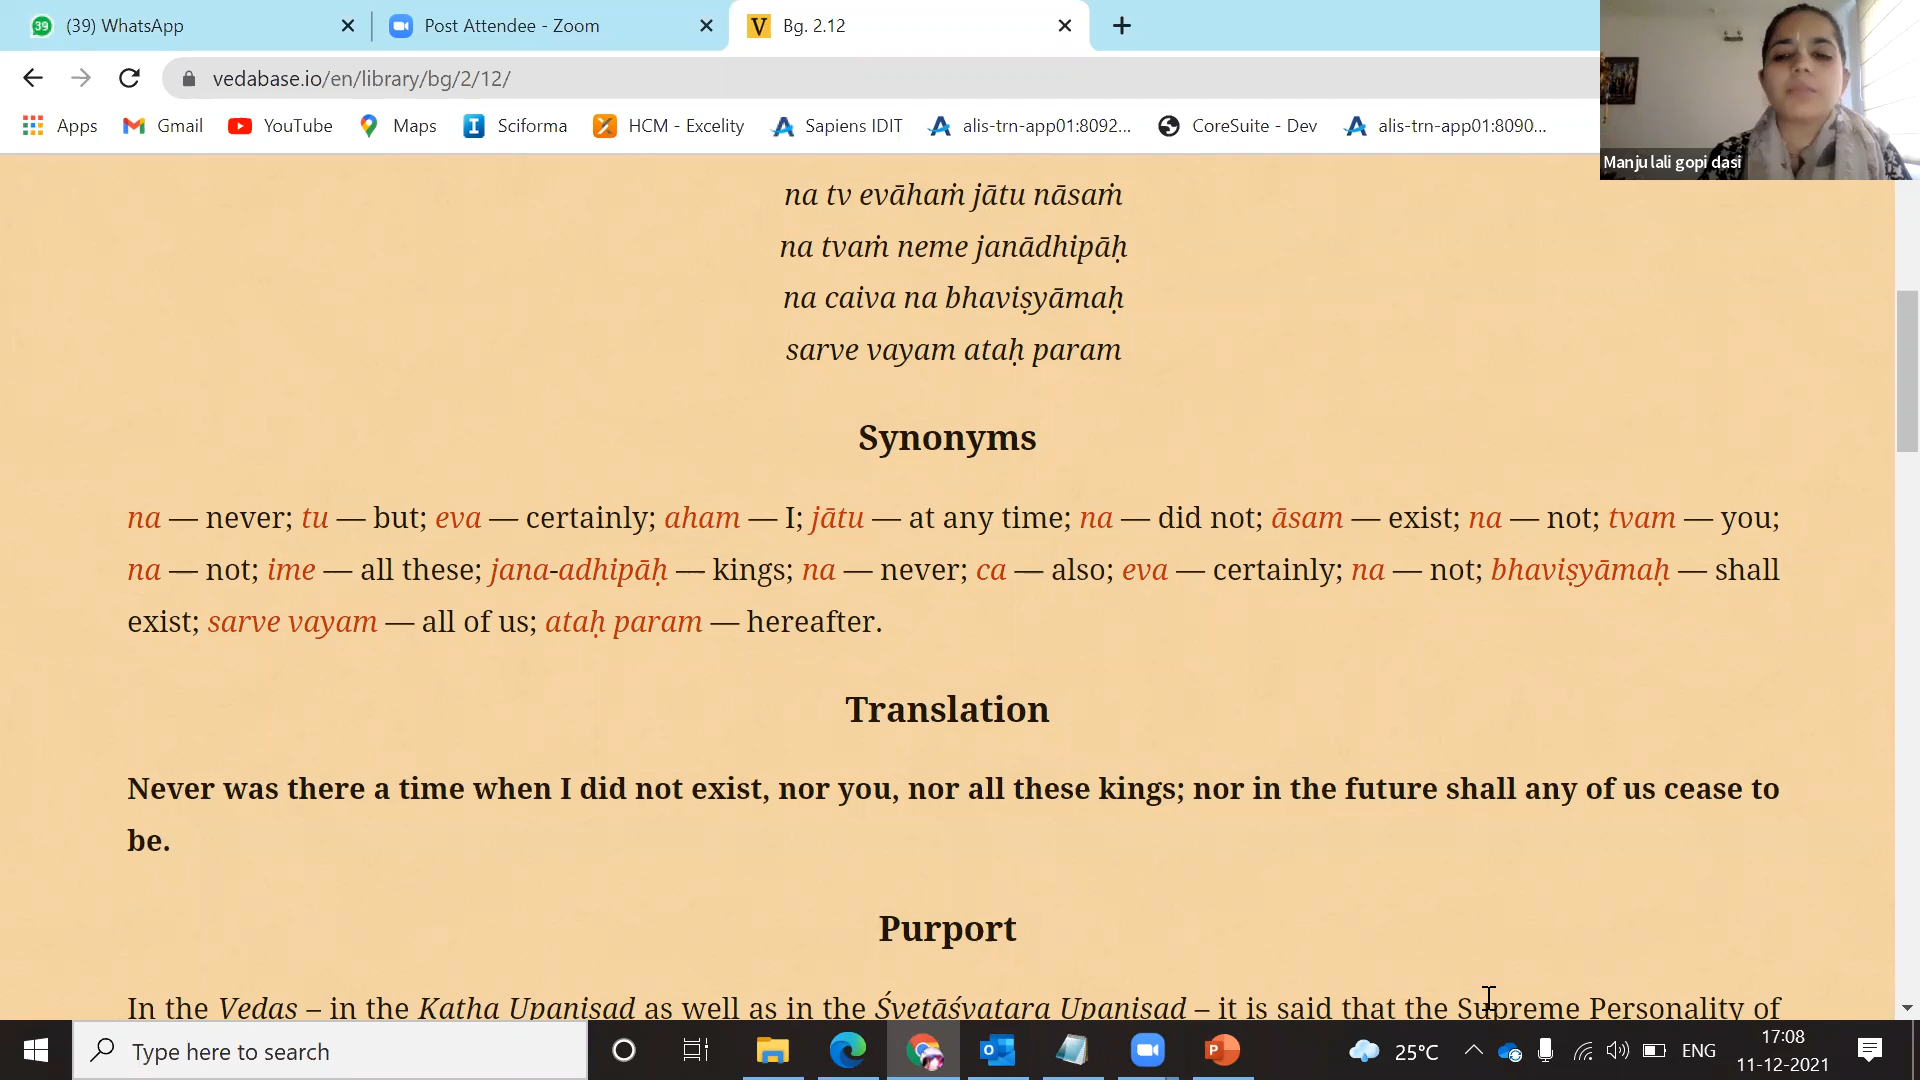 39
(39) WhatsApp
Post Attendee - Zoom
V
Bg. 2.12
vedabase.io/en/library/bg/2/12/
Apps
Gmail
YouTube
Maps
Sciforma
HCM - Excelity
Sapiens IDIT
alis-trn-app01:8092...
CoreSuite - Dev
alis-trn-app01:8090...
Manju lali gopi dasi
na tv evāhaṁ jātu nāsaṁ
na tvaṁ neme janādhipāḥ
na caiva na bhaviṣyāmaḥ
sarve vayam ataḥ param
Synonyms
na — never; tu — but; eva — certainly; aham — I; jātu — at any time; na — did not; āsam — exist; na — not; tvam — you;
na — not; ime — all these; jana-adhipāḥ — kings; na — never; ca — also; eva — certainly; na — not; bhaviṣyāmaḥ — shall
exist; sarve vayam — all of us; ataḥ param — hereafter.
Translation
Never was there a time when I did not exist, nor you, nor all these kings; nor in the future shall any of us cease to
be.
Purport
In the Vedas – in the Kaṭha Upaniṣad as well as in the Śvetāśvatara Upaniṣad – it is said that the Supreme Personality of
Type here to search
25°C
ENG
17:08
11-12-2021